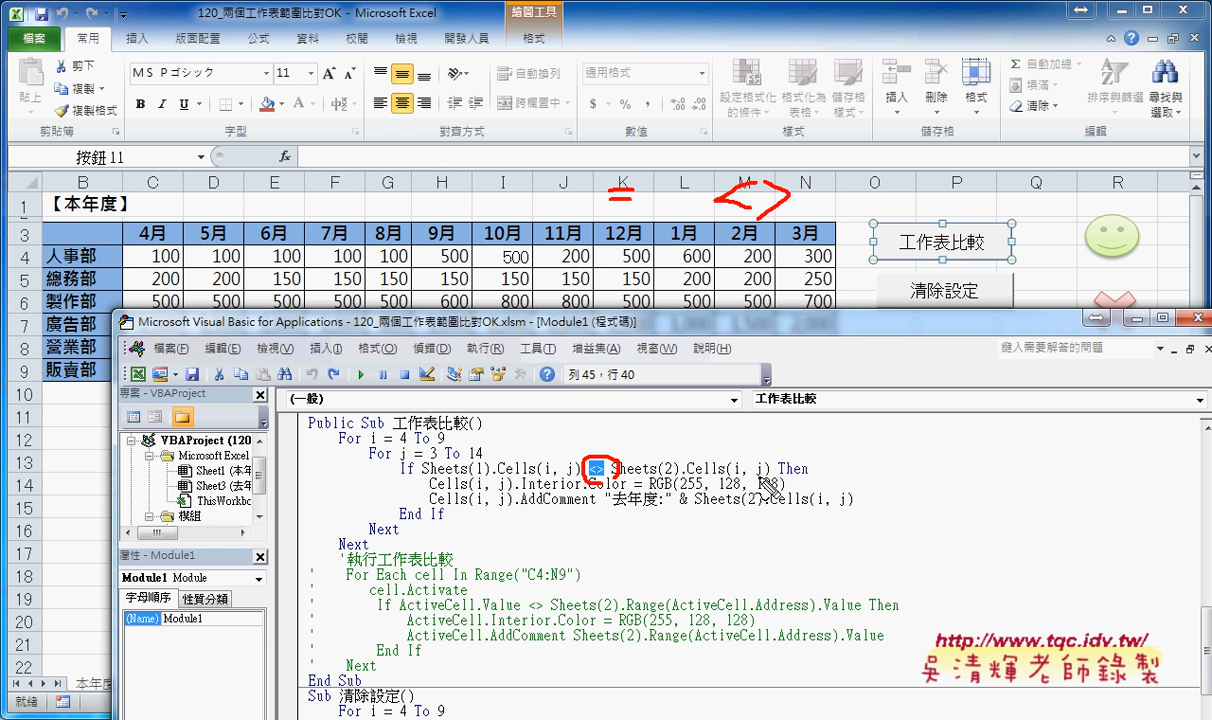 120_兩個工作表範圍比對OK - Microsoft Excel
繪圖工具
檔案 常用 插入 版面配置 公式 資料 校閱 檢視 開發人員 格式
貼上 剪下 複製 複製格式 剪貼簿
MS Pゴシック 11 B I U A 中 字型
自動換列 跨欄置中 對齊方式
通用格式 $ % , 數值
設定格式化的條件 格式化為表格 儲存格樣式 樣式
插入 刪除 格式 儲存格
Σ 自動加總 填滿 清除 排序與篩選 尋找與選取 編輯
按鈕 11 fx
B C D E F G H I J K L M N O P Q R
= <>
1 【本年度】
3 4月 5月 6月 7月 8月 9月 10月 11月 12月 1月 2月 3月
4 人事部 100 100 100 100 100 500 500 200 500 600 200 300
5 總務部 200 200 150 150 150 150 150 150 150 200 200 250
6 製作部 500 500 500 500 500 600 800 800 500 500 500 700
7 廣告部
8 營業部
9 販賣部
10
11
12
13
14
15
16
17
18
19
20
21
22
工作表比較
清除設定
本年度
就緒
Microsoft Visual Basic for Applications - 120_兩個工作表範圍比對OK.xlsm - [Module1 (程式碼)]
檔案(F) 編輯(E) 檢視(V) 插入(I) 格式(O) 偵錯(D) 執行(R) 工具(T) 增益集(A) 視窗(W) 說明(H) 鍵入需要解答的問題
列 45，行 40
專案 - VBAProject
VBAProject (120
Microsoft Excel
Sheet1 (本年
Sheet3 (去年
ThisWorkbo
模組
屬性 - Module1
Module1 Module
字母順序 性質分類
(Name) Module1
(一般) 工作表比較
Public Sub 工作表比較()
For i = 4 To 9
For j = 3 To 14
If Sheets(1).Cells(i, j) <> Sheets(2).Cells(i, j) Then
Cells(i, j).Interior.Color = RGB(255, 128, 128)
Cells(i, j).AddComment "去年度:" & Sheets(2).Cells(i, j)
End If
Next
Next
'執行工作表比較
' For Each cell In Range("C4:N9")
' cell.Activate
' If ActiveCell.Value <> Sheets(2).Range(ActiveCell.Address).Value Then
' ActiveCell.Interior.Color = RGB(255, 128, 128)
' ActiveCell.AddComment Sheets(2).Range(ActiveCell.Address).Value
' End If
' Next
End Sub
Sub 清除設定()
For i = 4 To 9
http://www.tqc.idv.tw/
吳清輝老師錄製